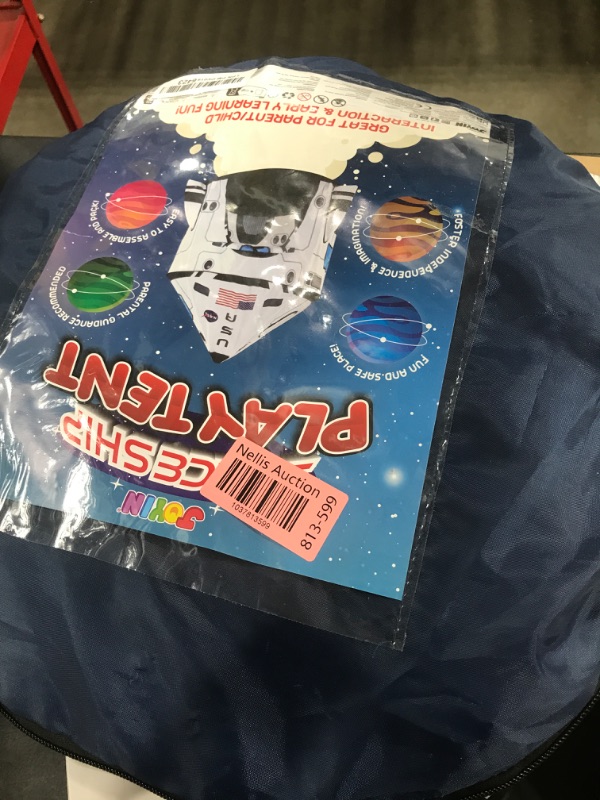 JOYIN
CESHIP
PLAY TENT
FUN AND SAFE PLACE!
PARENTAL GUIDANCE RECOMMENDED
USA
FOSTER INDEPENDENCE & IMAGINATION!
EASY TO ASSEMBLE AND PACK!
GREAT FOR PARENT/CHILD
INTERACTION & EARLY LEARNING FUN!
Nellis Auction
1037813599
813-599